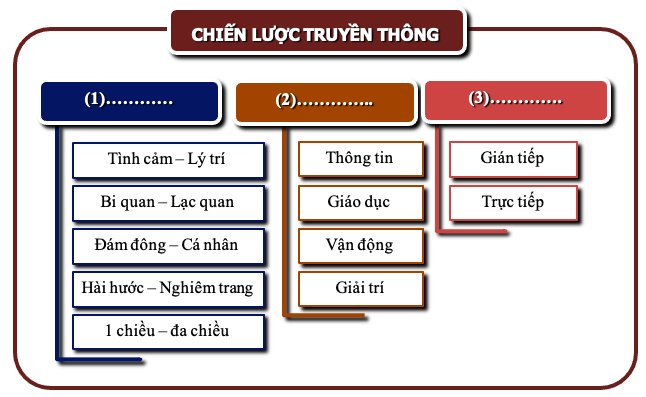 CHIẾN LƯỢC TRUYỀN THÔNG
(1)…………
Tình cảm – Lý trí
Bi quan – Lạc quan
Đám đông – Cá nhân
Hài hước – Nghiêm trang
1 chiều – đa chiều
(2)…………..
Thông tin
Giáo dục
Vận động
Giải trí
(3)………….
Gián tiếp
Trực tiếp